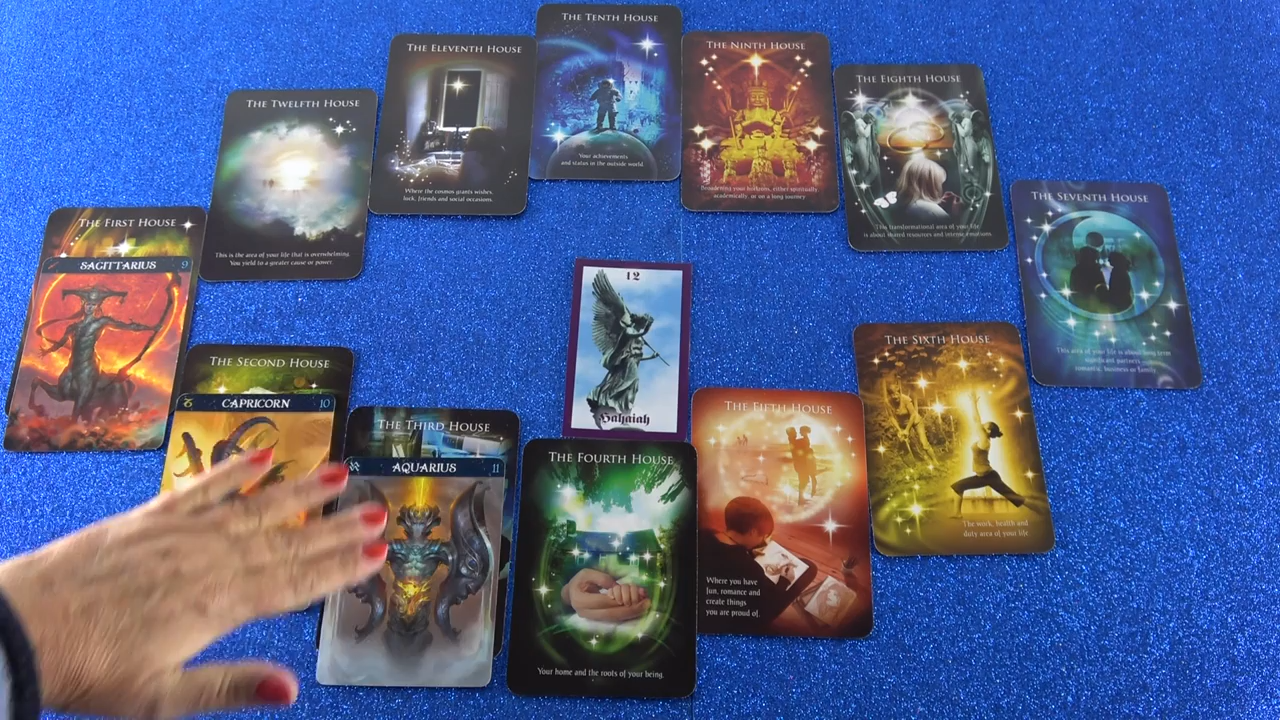 THE TENTH HOUSE
Your achievements
and status in the outside world
THE ELEVENTH HOUSE
Where the cosmos grants wishes,
luck, friends and social occasions.
THE NINTH HOUSE
Broadening your horizons, either spiritually
academically, or on a long journey
THE EIGHTH HOUSE
This transformational area of your life
is about shared resources and intense emotions
THE TWELFTH HOUSE
This is the area of your life that is overwhelming.
You yield to a greater cause or power.
THE SEVENTH HOUSE
This area of your life is about long term
significant partners —
romantic, business or family
THE FIRST HOUSE
SAGITTARIUS 9
12
Hahaiah
THE SIXTH HOUSE
The work, health and
duty area of your life
THE SECOND HOUSE
CAPRICORN 10
THE THIRD HOUSE
AQUARIUS 11
THE FOURTH HOUSE
Your home and the roots of your being.
THE FIFTH HOUSE
Where you have
fun, romance and
create things
you are proud of.